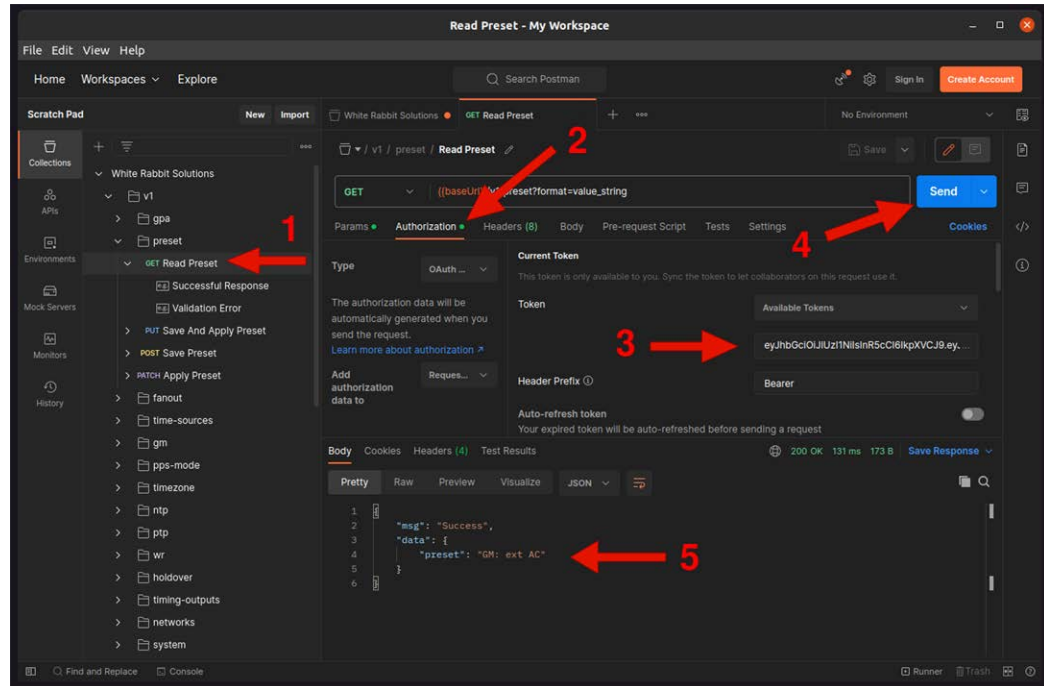 Read Preset - My Workspace
File Edit View Help
Home Workspaces Explore Search Postman Sign In Create Account
Scratch Pad New Import White Rabbit Solutions GET Read Preset + ooo No Environment
Collections
APIs
Environments
Mock Servers
Monitors
History
White Rabbit Solutions
v1
gpa
preset
GET Read Preset
e.g. Successful Response
e.g. Validation Error
PUT Save And Apply Preset
POST Save Preset
PATCH Apply Preset
fanout
time-sources
gm
pps-mode
timezone
ntp
ptp
wr
holdover
timing-outputs
networks
system
1
/ v1 / preset / Read Preset
2
Save
GET preset?format=value_string Send
Params Authorization Headers (8) Body Pre-request Script Tests Settings Cookies
4
Type OAuth ...
The authorization data will be
automatically generated when you
send the request.
Learn more about authorization
Add Reques...
authorization
data to
Current Token
This token is only available to you. Sync the token to let collaborators on this request use it.
Token Available Tokens
3
Header Prefix Bearer
Auto-refresh token
Your expired token will be auto-refreshed before sending a request
Body Cookies Headers (4) Test Results 200 OK 131 ms 173 B Save Response
Pretty Raw Preview Visualize JSON
1 {
2 "msg": "Success",
3 "data": {
4 "preset": "GM: ext AC"
5 }
6 }
5
Find and Replace Console Runner Trash